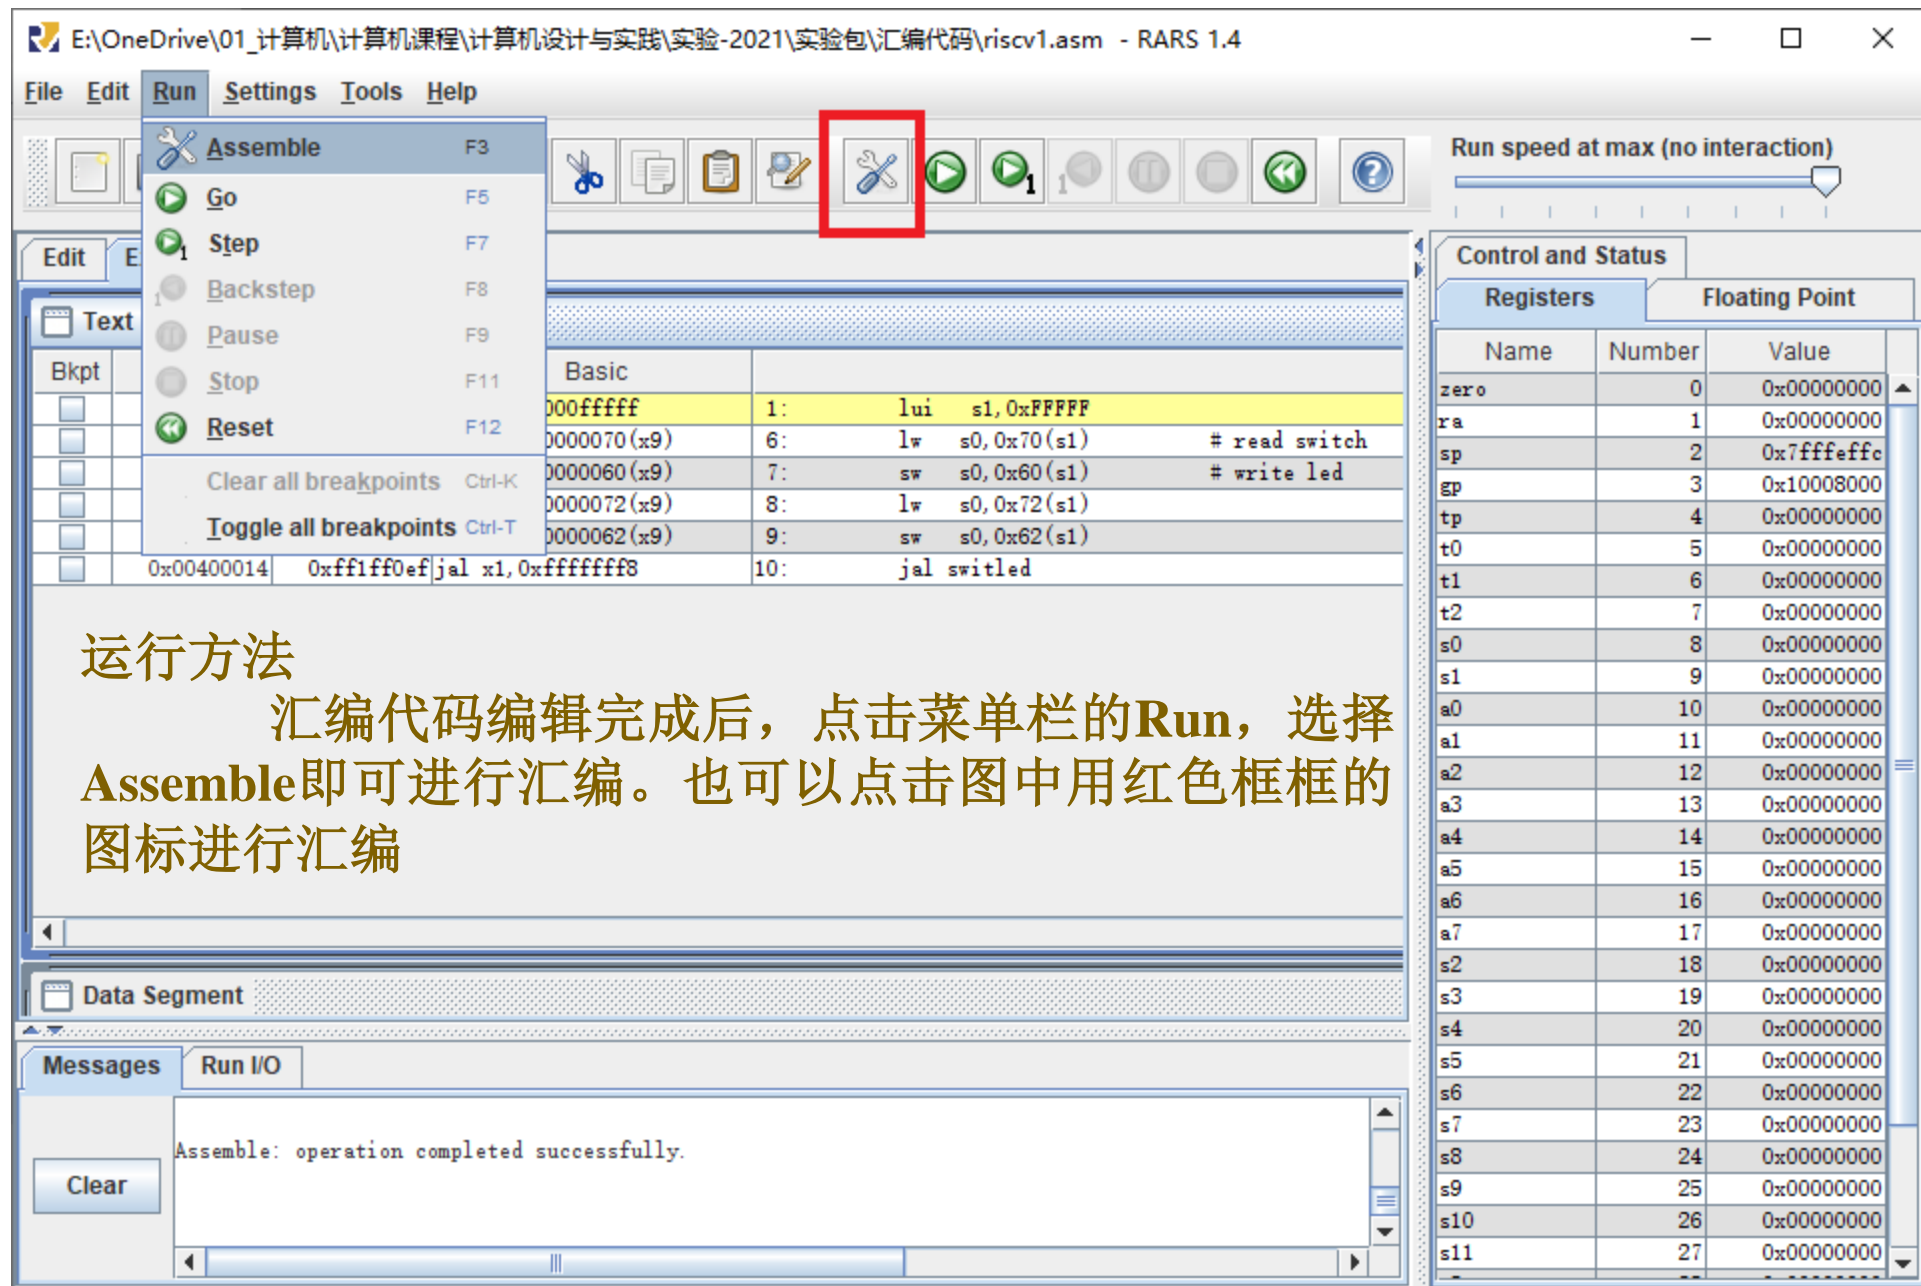 E:\OneDrive\01_计算机\计算机课程\计算机设计与实践\实验-2021\实验包\汇编代码\riscv1.asm - RARS 1.4
File Edit Run Settings Tools Help
Assemble F3
Go F5
Step F7
Backstep F8
Pause F9
Stop F11
Reset F12
Clear all breakpoints Ctrl-K
Toggle all breakpoints Ctrl-T
Run speed at max (no interaction)
Edit E
Text
Bkpt Basic
000fffff 1: lui s1,0xFFFFF
0000070(x9) 6: lw s0,0x70(s1) # read switch
0000060(x9) 7: sw s0,0x60(s1) # write led
0000072(x9) 8: lw s0,0x72(s1)
0000062(x9) 9: sw s0,0x62(s1)
0x00400014 0xff1ff0ef jal x1,0xfffffff8 10: jal switled
运行方法
汇编代码编辑完成后，点击菜单栏的Run，选择
Assemble即可进行汇编。也可以点击图中用红色框框的
图标进行汇编
Data Segment
Messages Run I/O
Assemble: operation completed successfully.
Clear
Control and Status
Registers Floating Point
Name Number Value
zero 0 0x00000000
ra 1 0x00000000
sp 2 0x7fffeffc
gp 3 0x10008000
tp 4 0x00000000
t0 5 0x00000000
t1 6 0x00000000
t2 7 0x00000000
s0 8 0x00000000
s1 9 0x00000000
a0 10 0x00000000
a1 11 0x00000000
a2 12 0x00000000
a3 13 0x00000000
a4 14 0x00000000
a5 15 0x00000000
a6 16 0x00000000
a7 17 0x00000000
s2 18 0x00000000
s3 19 0x00000000
s4 20 0x00000000
s5 21 0x00000000
s6 22 0x00000000
s7 23 0x00000000
s8 24 0x00000000
s9 25 0x00000000
s10 26 0x00000000
s11 27 0x00000000